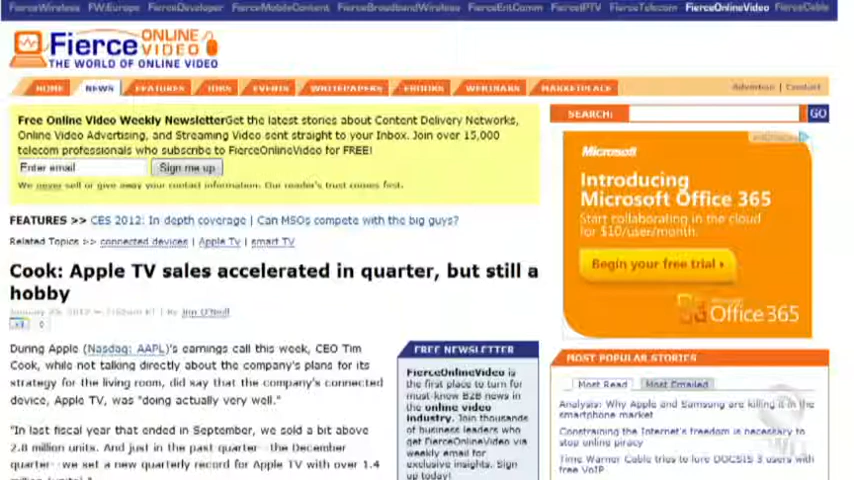 FierceWireless FW:Europe FierceDeveloper FierceMobileContent FierceBroadbandWireless FierceEntComm FierceIPTV FierceTelecom FierceOnlineVideo FierceCable
Fierce ONLINE VIDEO
THE WORLD OF ONLINE VIDEO
HOME NEWS FEATURES JOBS EVENTS WHITEPAPERS EBOOKS WEBINARS MARKETPLACE Advertise | Contact
Free Online Video Weekly NewsletterGet the latest stories about Content Delivery Networks,
Online Video Advertising, and Streaming Video sent straight to your Inbox. Join over 15,000
telecom professionals who subscribe to FierceOnlineVideo for FREE!
Enter email Sign me up
We never sell or give away your contact information. Our reader's trust comes first.
FEATURES >> CES 2012: In depth coverage | Can MSOs compete with the big guys?
Related Topics >> connected devices | Apple TV | smart TV
Cook: Apple TV sales accelerated in quarter, but still a
hobby
By Jim O'Neill
0
During Apple (Nasdaq: AAPL)'s earnings call this week, CEO Tim
Cook, while not talking directly about the company's plans for its
strategy for the living room, did say that the company's connected
device, Apple TV, was "doing actually very well."
"In last fiscal year that ended in September, we sold a bit above
2.8 million units. And just in the past quarter--the December
quarter--we set a new quarterly record for Apple TV with over 1.4
FREE NEWSLETTER
FierceOnlineVideo is
the first place to turn for
must-know B2B news in
the online video
industry. Join thousands
of business leaders who
get FierceOnlineVideo via
weekly email for
exclusive insights. Sign
up today!
SEARCH: GO
Microsoft
Introducing
Microsoft Office 365
Start collaborating in the cloud
for $10/user/month.
Begin your free trial
Microsoft
Office 365
MOST POPULAR STORIES
Most Read Most Emailed
Analysis: Why Apple and Samsung are killing it in the
smartphone market
Constraining the Internet's freedom is necessary to
stop online piracy
Time Warner Cable tries to lure DOCSIS 3 users with
free VoIP